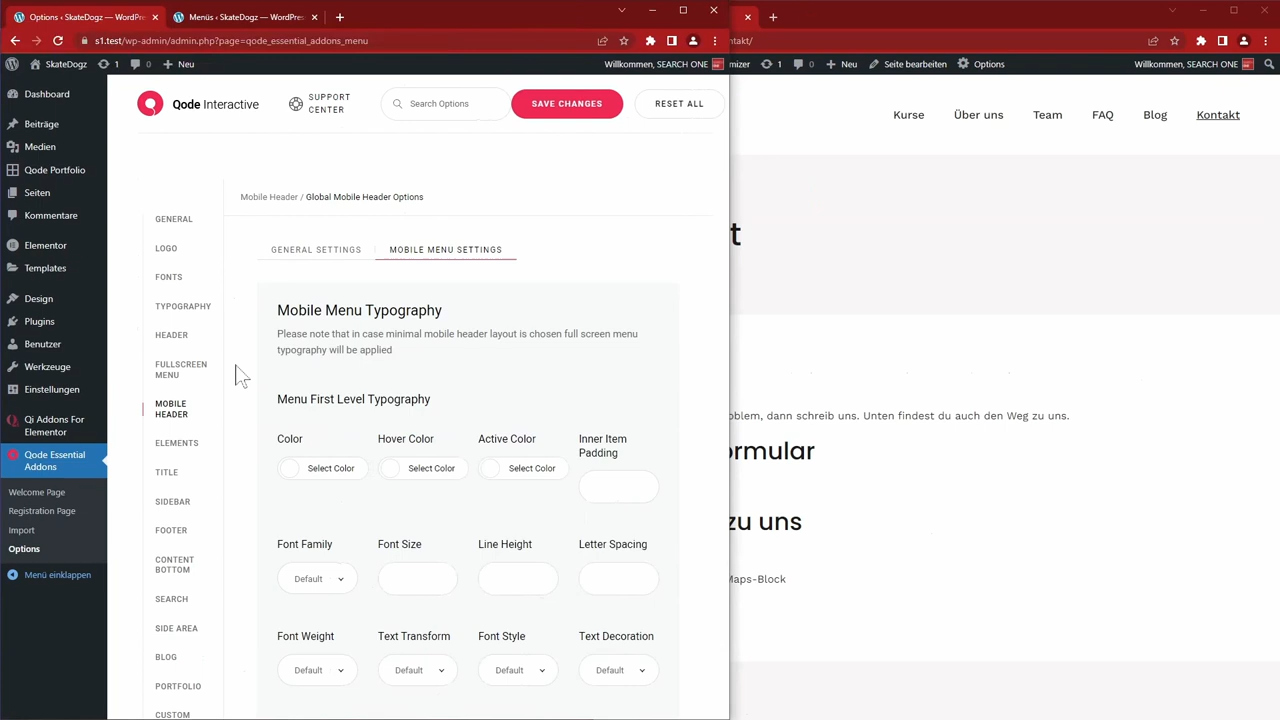 Options ‹ SkateDogz — WordPre
Menüs ‹ SkateDogz — WordPress
s1.test/wp-admin/admin.php?page=qode_essential_addons_menu
SkateDogz
1
0
Neu
Willkommen, SEARCH ONE
Dashboard
Beiträge
Medien
Qode Portfolio
Seiten
Kommentare
Elementor
Templates
Design
Plugins
Benutzer
Werkzeuge
Einstellungen
Qi Addons For
Elementor
Qode Essential
Addons
Welcome Page
Registration Page
Import
Options
Menü einklappen
Qode Interactive
SUPPORT
CENTER
Search Options
SAVE CHANGES
RESET ALL
GENERAL
LOGO
FONTS
TYPOGRAPHY
HEADER
FULLSCREEN
MENU
MOBILE
HEADER
ELEMENTS
TITLE
SIDEBAR
FOOTER
CONTENT
BOTTOM
SEARCH
SIDE AREA
BLOG
PORTFOLIO
CUSTOM
Mobile Header / Global Mobile Header Options
GENERAL SETTINGS
MOBILE MENU SETTINGS
Mobile Menu Typography
Please note that in case minimal mobile header layout is chosen full screen menu
typography will be applied
Menu First Level Typography
Color
Hover Color
Active Color
Inner Item
Padding
Select Color
Select Color
Select Color
Font Family
Font Size
Line Height
Letter Spacing
Default
Font Weight
Text Transform
Font Style
Text Decoration
Default
Default
Default
Default
ntakt/
mizer
1
0
Neu
Seite bearbeiten
Options
Willkommen, SEARCH ONE
Kurse
Über uns
Team
FAQ
Blog
Kontakt
t
oblem, dann schreib uns. Unten findest du auch den Weg zu uns.
ormular
zu uns
Maps-Block